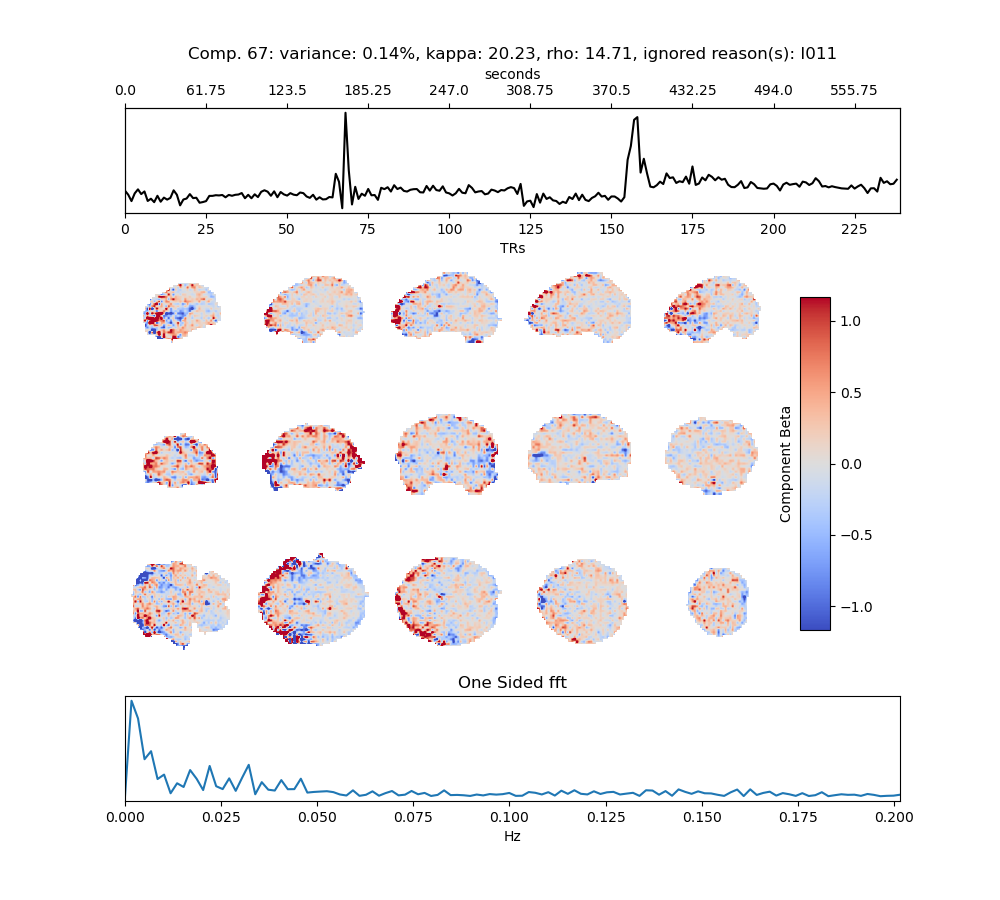 Comp. 67: variance: 0.14%, kappa: 20.23, rho: 14.71, ignored reason(s): I011
seconds
0.0 61.75 123.5 185.25 247.0 308.75 370.5 432.25 494.0 555.75
0 25 50 75 100 125 150 175 200 225
TRs
1.0
0.5
0.0
−0.5
−1.0
Component Beta
One Sided fft
0.000 0.025 0.050 0.075 0.100 0.125 0.150 0.175 0.200
Hz